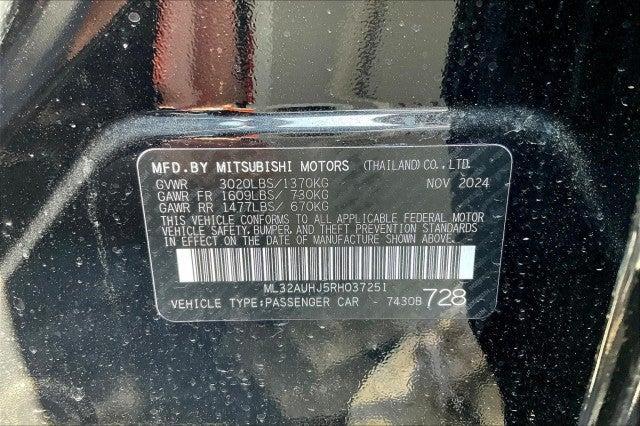 MFD.BY MITSUBISHI MOTORS (THAILAND) CO., LTD.
GVWR 3020LBS/1370KG NOV 2024
GAWR FR 1609LBS/ 730KG
GAWR RR 1477LBS/ 670KG
THIS VEHICLE CONFORMS TO ALL APPLICABLE FEDERAL MOTOR
VEHICLE SAFETY, BUMPER, AND THEFT PREVENTION STANDARDS
IN EFFECT ON THE DATE OF MANUFACTURE SHOWN ABOVE.
ML32AUHJ5RH037251
VEHICLE TYPE:PASSENGER CAR - 7430B 728